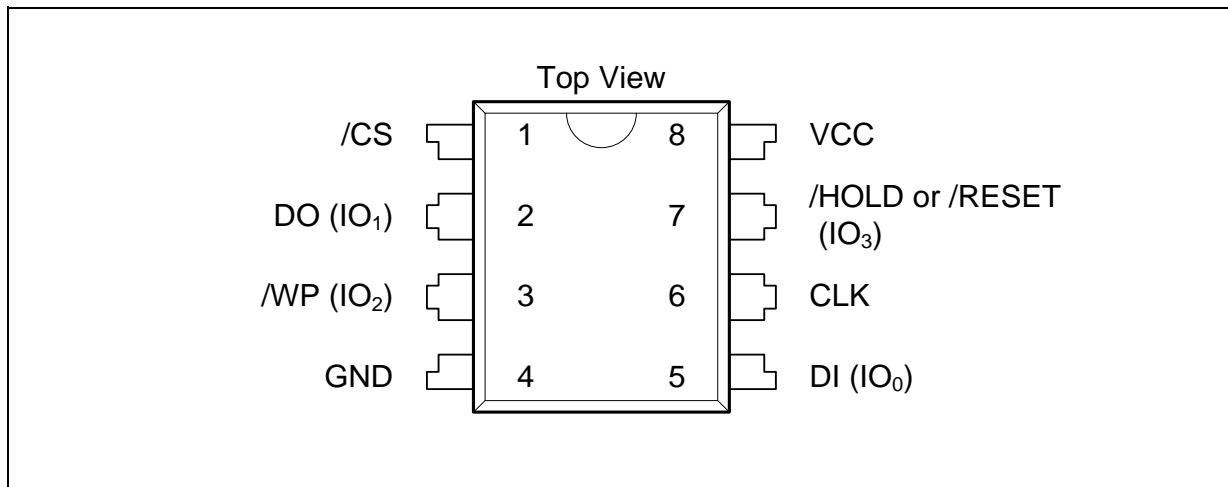 Top View
/CS 1 8 VCC
DO (IO₁) 2 7 /HOLD or /RESET
(IO₃)
/WP (IO₂) 3 6 CLK
GND 4 5 DI (IO₀)